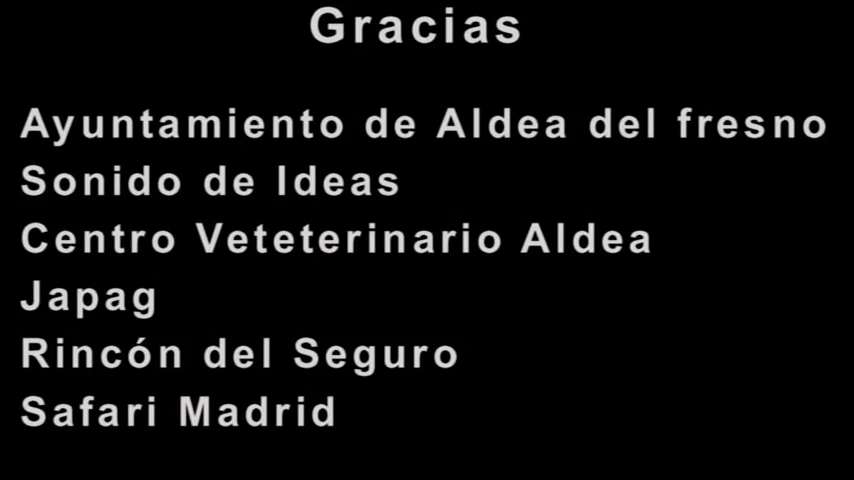 Gracias
Ayuntamiento de Aldea del fresno
Sonido de Ideas
Centro Veteterinario Aldea
Japag
Rincón del Seguro
Safari Madrid